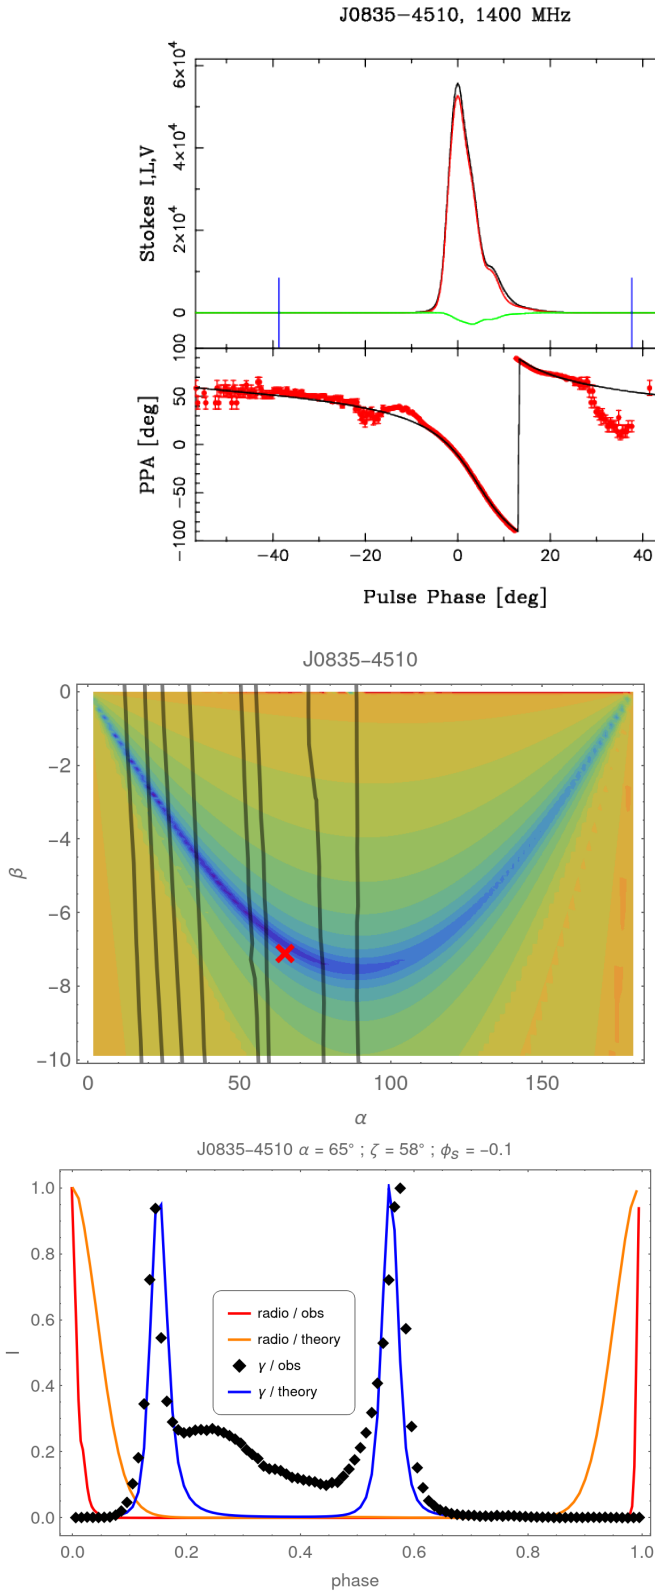 J0835−4510, 1400 MHz
6×10⁴
4×10⁴
2×10⁴
0
Stokes I,L,V
100
50
0
−50
−100
PPA [deg]
−40 −20 0 20 40
Pulse Phase [deg]
J0835−4510
0
−2
−4
−6
−8
−10
β
0 50 100 150
α
J0835−4510 α = 65° ; ζ = 58° ; ϕs = −0.1
1.0
0.8
0.6
0.4
0.2
0.0
I
radio / obs
radio / theory
γ / obs
γ / theory
0.0 0.2 0.4 0.6 0.8 1.0
phase